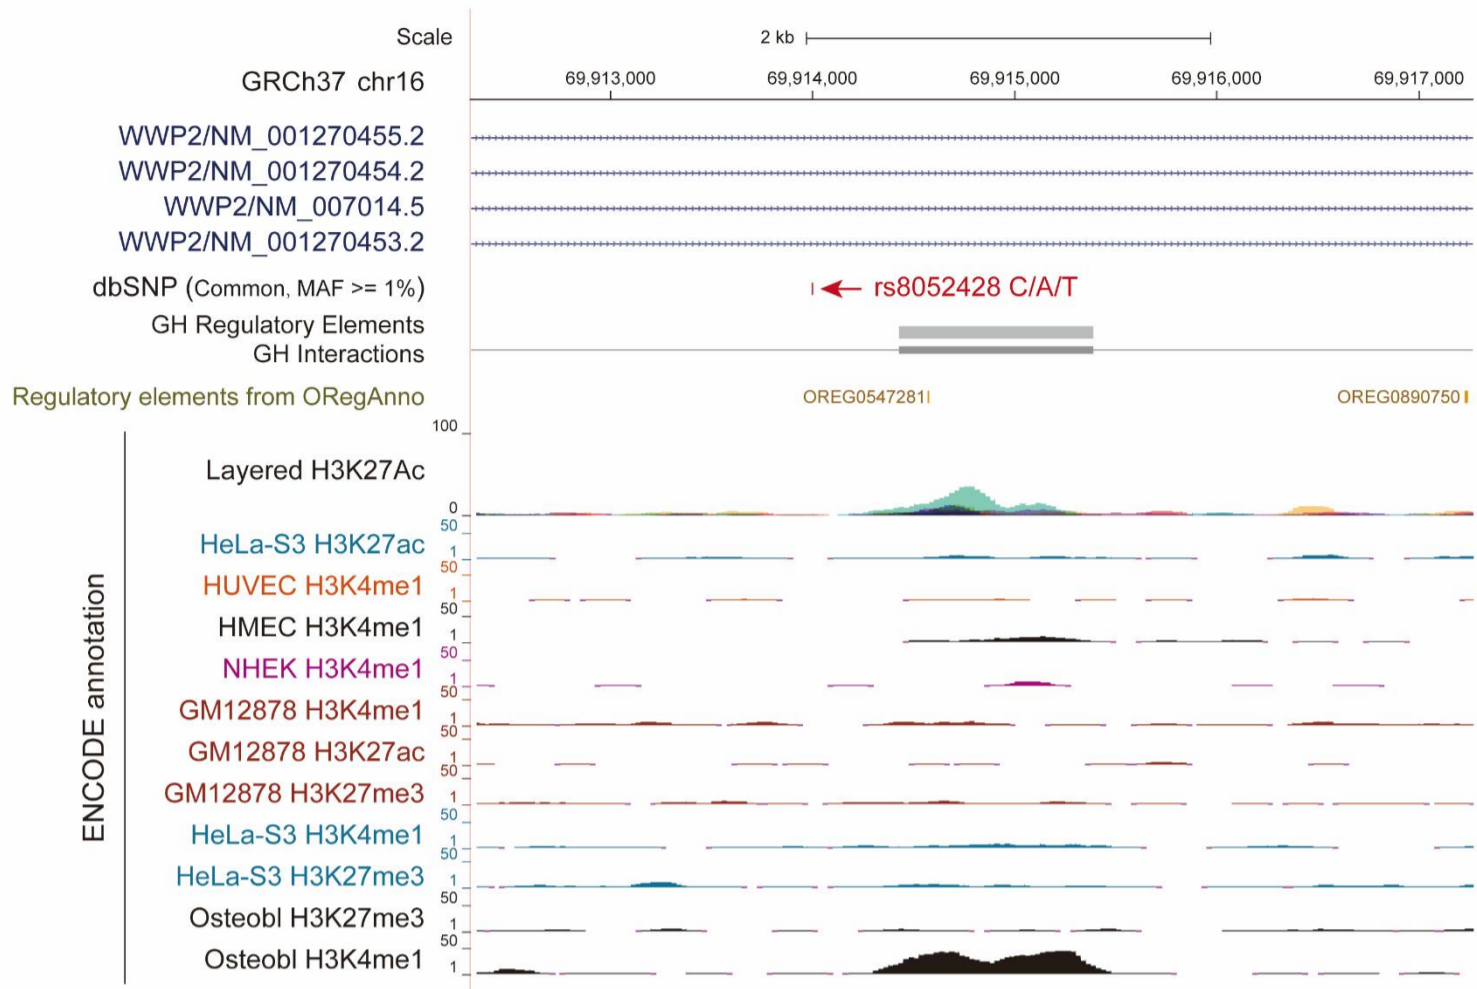 Scale 2 kb
GRCh37 chr16 69,913,000 69,914,000 69,915,000 69,916,000 69,917,000
WWP2/NM_001270455.2
WWP2/NM_001270454.2
WWP2/NM_007014.5
WWP2/NM_001270453.2
dbSNP (Common, MAF >= 1%) rs8052428 C/A/T
GH Regulatory Elements
GH Interactions
Regulatory elements from ORegAnno OREG0547281 OREG0890750
100
Layered H3K27Ac
0
50
HeLa-S3 H3K27ac
1
50
HUVEC H3K4me1
1
50
HMEC H3K4me1
1
50
NHEK H3K4me1
1
50
GM12878 H3K4me1
1
50
GM12878 H3K27ac
1
50
GM12878 H3K27me3
1
50
HeLa-S3 H3K4me1
1
50
HeLa-S3 H3K27me3
1
50
Osteobl H3K27me3
1
50
Osteobl H3K4me1
1
ENCODE annotation